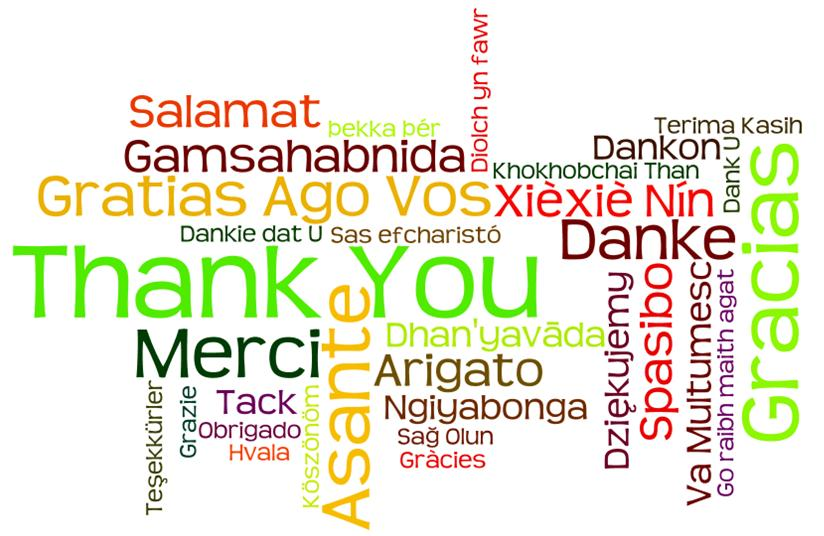 Diolch yn fawr
Salamat
þekka þér
Terima Kasih
Gamsahabnida
Dankon
Dank U
Khokhobchai Than
Gratias Ago Vos
Xièxiè Nín
Gracias
Dankie dat U
Sas efcharistó
Danke
Thank You
Merci
Asante
Dhan'yavāda
Arigato
Dziękujemy
Spasibo
Va Multumesc
Go raibh maith agat
Teşekkürler
Grazie
Tack
Köszönöm
Ngiyabonga
Obrigado
Sağ Olun
Hvala
Gràcies